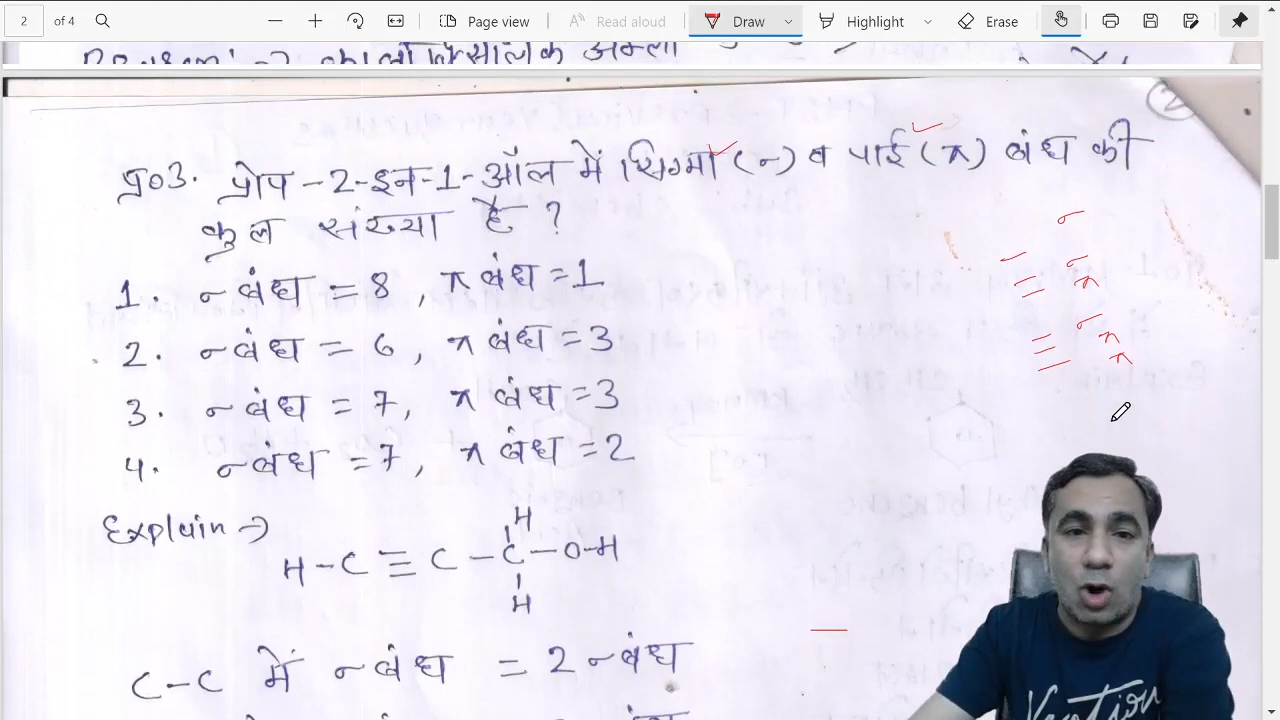 2 of 4 Page view Read aloud Draw Highlight Erase
2
प्र03. प्रोप -2-इन-1-ऑल में सिग्मा (σ) व पाई (π) बंध की
कुल संख्या है ?
1. σ बंध = 8 , π बंध = 1
2. σ बंध = 6 , π बंध = 3
3. σ बंध = 7, π बंध = 3
4. σ बंध = 7, π बंध = 2
σ
- σ
= π
σ
≡ π
π
Explain →
H
H - C ≡ C - C - O-H
H
C-C में σ बंध = 2 σ बंध